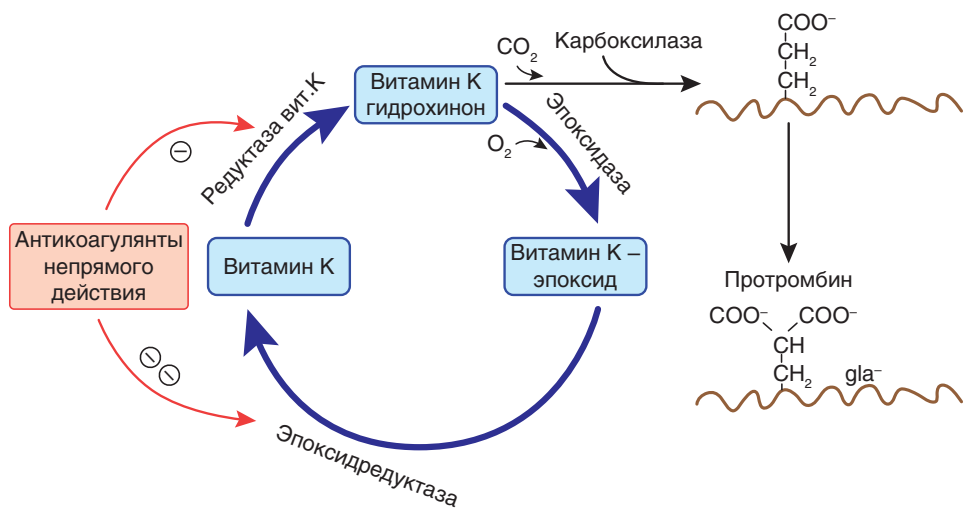 COO⁻
CH₂
CH₂
CO₂
Карбоксилаза
Витамин К
гидрохинон
Редуктаза вит.К
Эпоксидаза
O₂
Антикоагулянты
непрямого
действия
Витамин К
Витамин К –
эпоксид
Протромбин
COO⁻
COO⁻
CH
CH₂
gla⁻
Эпоксидредуктаза